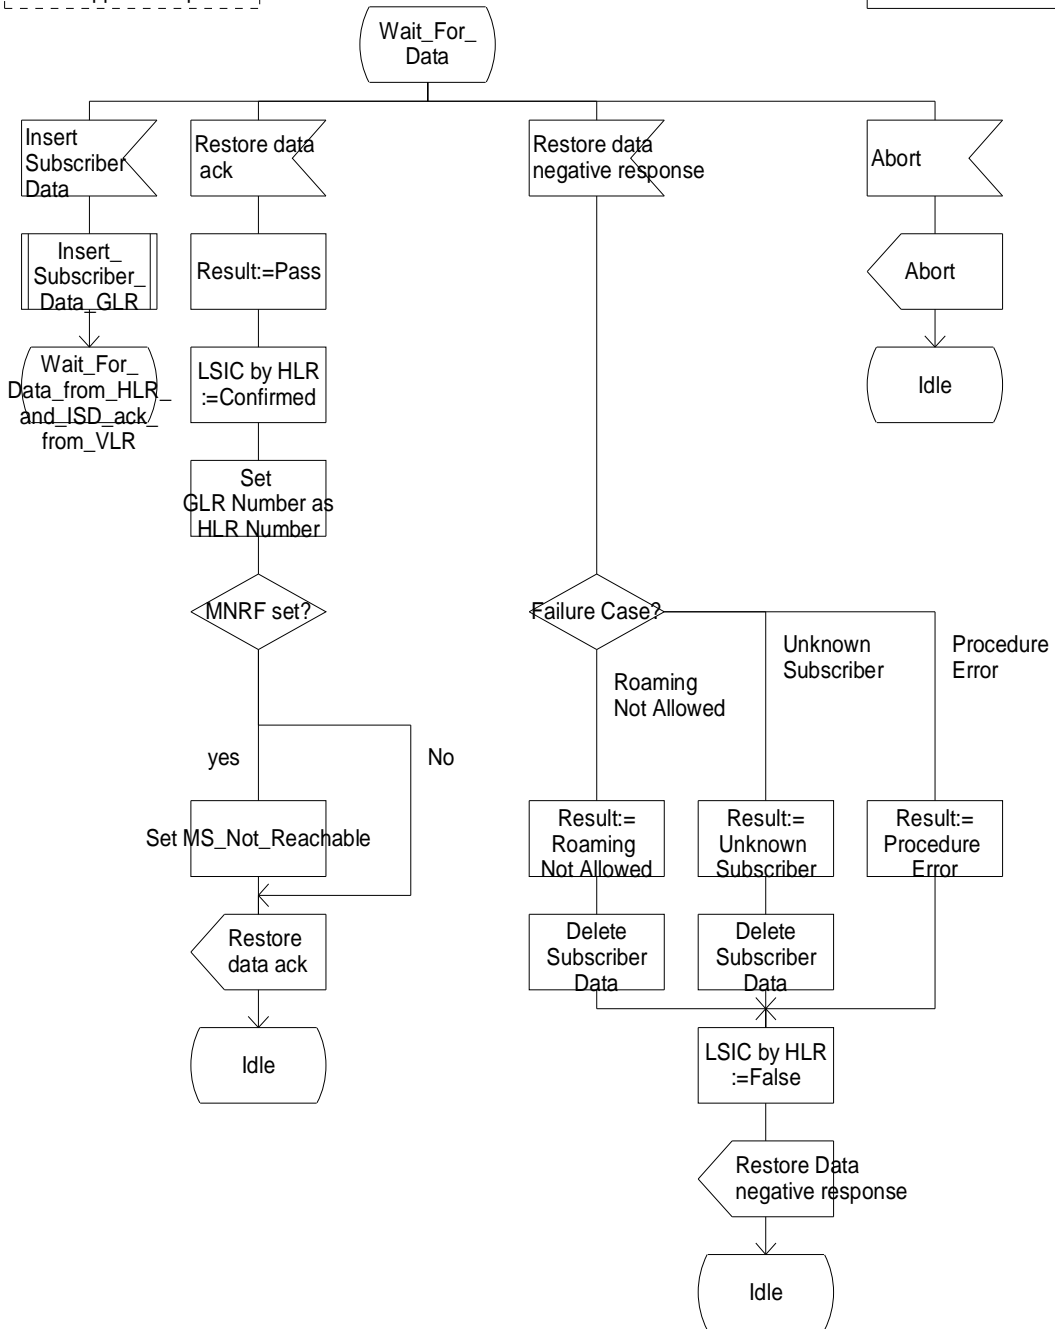 Wait_For_
Data
Insert
Subscriber
Data
Restore data
ack
Restore data
negative response
Abort
Insert_
Subscriber_
Data_GLR
Result:=Pass
Abort
Wait_For_
Data_from_HLR_
and_ISD_ack_
from_VLR
LSIC by HLR
:=Confirmed
Idle
Set
GLR Number as
HLR Number
MNRF set?
Failure Case?
Roaming
Not Allowed
Unknown
Subscriber
Procedure
Error
yes
No
Set MS_Not_Reachable
Result:=
Roaming
Not Allowed
Result:=
Unknown
Subscriber
Result:=
Procedure
Error
Restore
data ack
Delete
Subscriber
Data
Delete
Subscriber
Data
Idle
LSIC by HLR
:=False
Restore Data
negative response
Idle